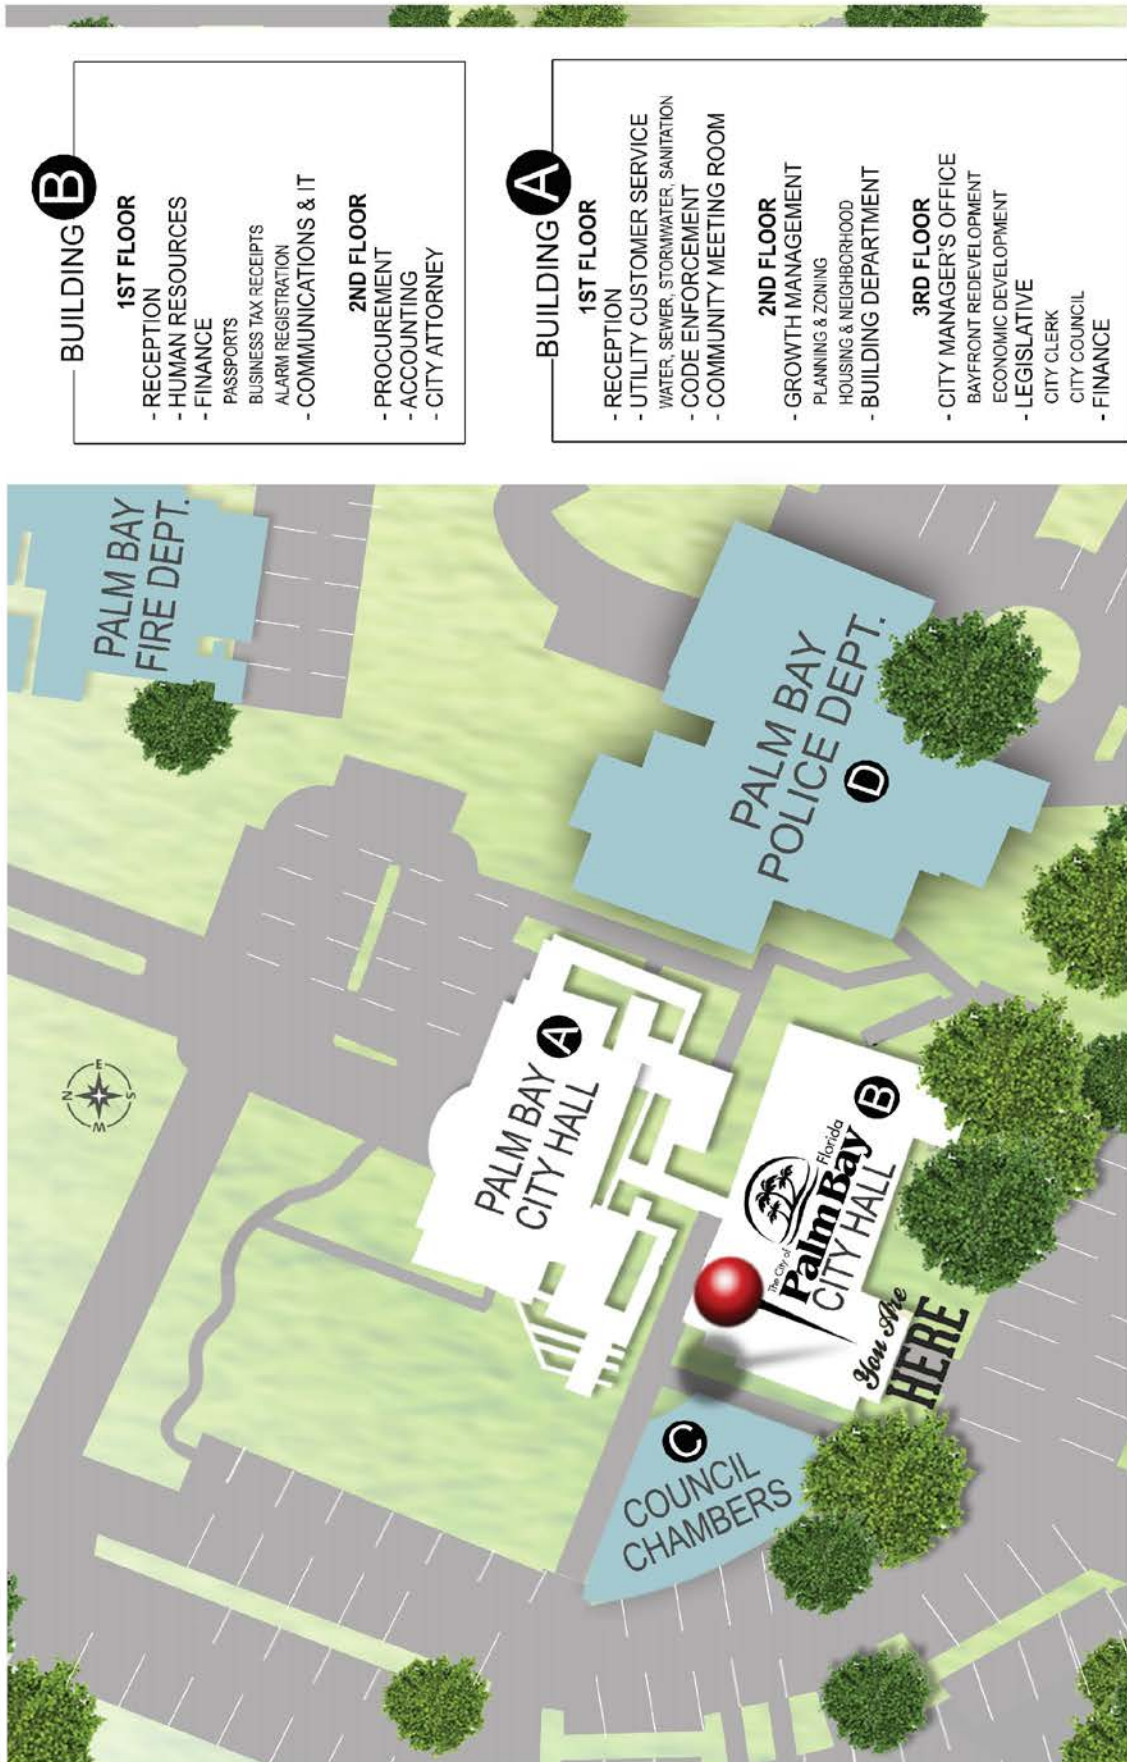 BUILDING B
1ST FLOOR
- RECEPTION
- HUMAN RESOURCES
- FINANCE
PASSPORTS
BUSINESS TAX RECEIPTS
ALARM REGISTRATION
- COMMUNICATIONS & IT
2ND FLOOR
- PROCUREMENT
- ACCOUNTING
- CITY ATTORNEY
BUILDING A
1ST FLOOR
- RECEPTION
- UTILITY CUSTOMER SERVICE
WATER, SEWER, STORMWATER, SANITATION
- CODE ENFORCEMENT
- COMMUNITY MEETING ROOM
2ND FLOOR
- GROWTH MANAGEMENT
PLANNING & ZONING
HOUSING & NEIGHBORHOOD
- BUILDING DEPARTMENT
3RD FLOOR
- CITY MANAGER'S OFFICE
BAYFRONT REDEVELOPMENT
ECONOMIC DEVELOPMENT
- LEGISLATIVE
CITY CLERK
CITY COUNCIL
- FINANCE
PALM BAY
FIRE DEPT.
PALM BAY
POLICE DEPT.
D
N
E
S
W
PALM BAY
CITY HALL
A
The City of
Palm Bay
Florida
CITY HALL
B
You Are
HERE
C
COUNCIL
CHAMBERS